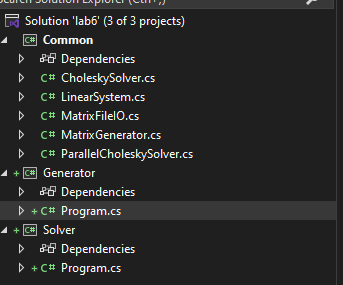 Search Solution Explorer (Ctrl+;)
Solution 'lab6' (3 of 3 projects)
C# Common
Dependencies
C# CholeskySolver.cs
C# LinearSystem.cs
C# MatrixFileIO.cs
C# MatrixGenerator.cs
C# ParallelCholeskySolver.cs
+ C# Generator
Dependencies
+ C# Program.cs
+ C# Solver
Dependencies
+ C# Program.cs